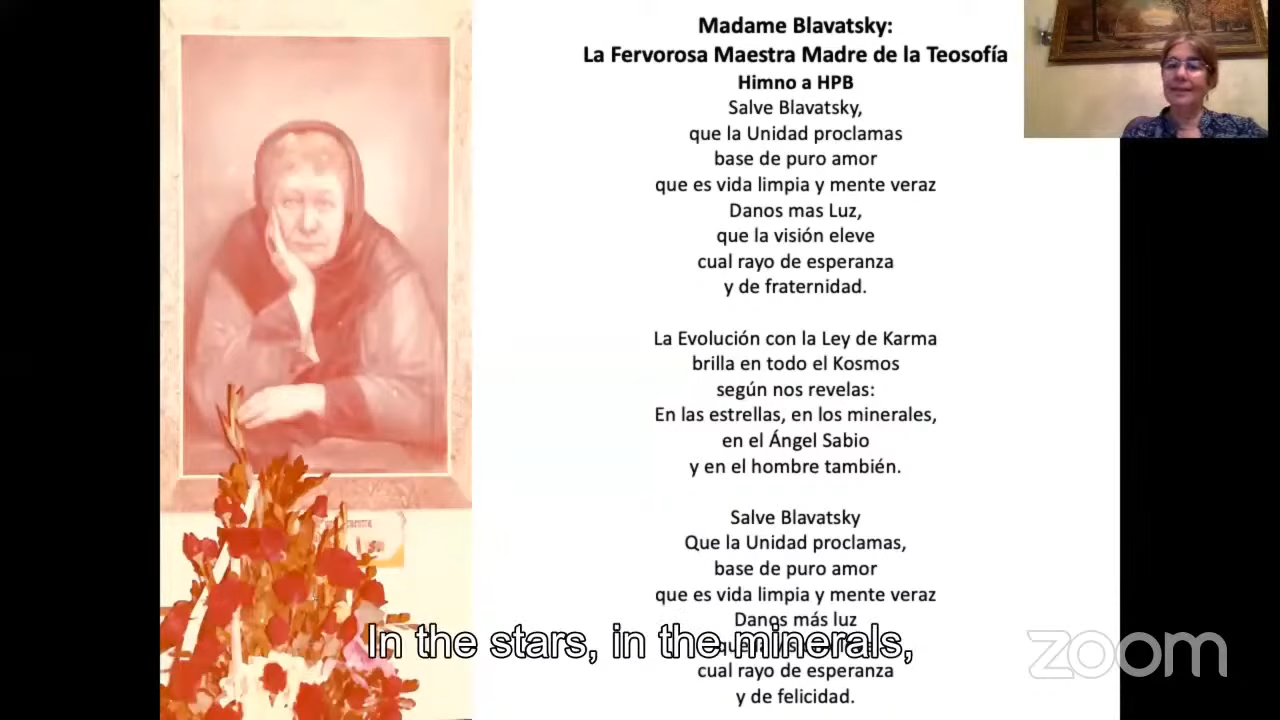 Madame Blavatsky:
La Fervorosa Maestra Madre de la Teosofía
Himno a HPB
Salve Blavatsky,
que la Unidad proclamas
base de puro amor
que es vida limpia y mente veraz
Danos mas Luz,
que la visión eleve
cual rayo de esperanza
y de fraternidad.
La Evolución con la Ley de Karma
brilla en todo el Kosmos
según nos revelas:
En las estrellas, en los minerales,
en el Ángel Sabio
y en el hombre también.
Salve Blavatsky
Que la Unidad proclamas,
base de puro amor
que es vida limpia y mente veraz
Danos más luz
cual rayo de esperanza
y de felicidad.
In the stars, in the minerals,
zoom